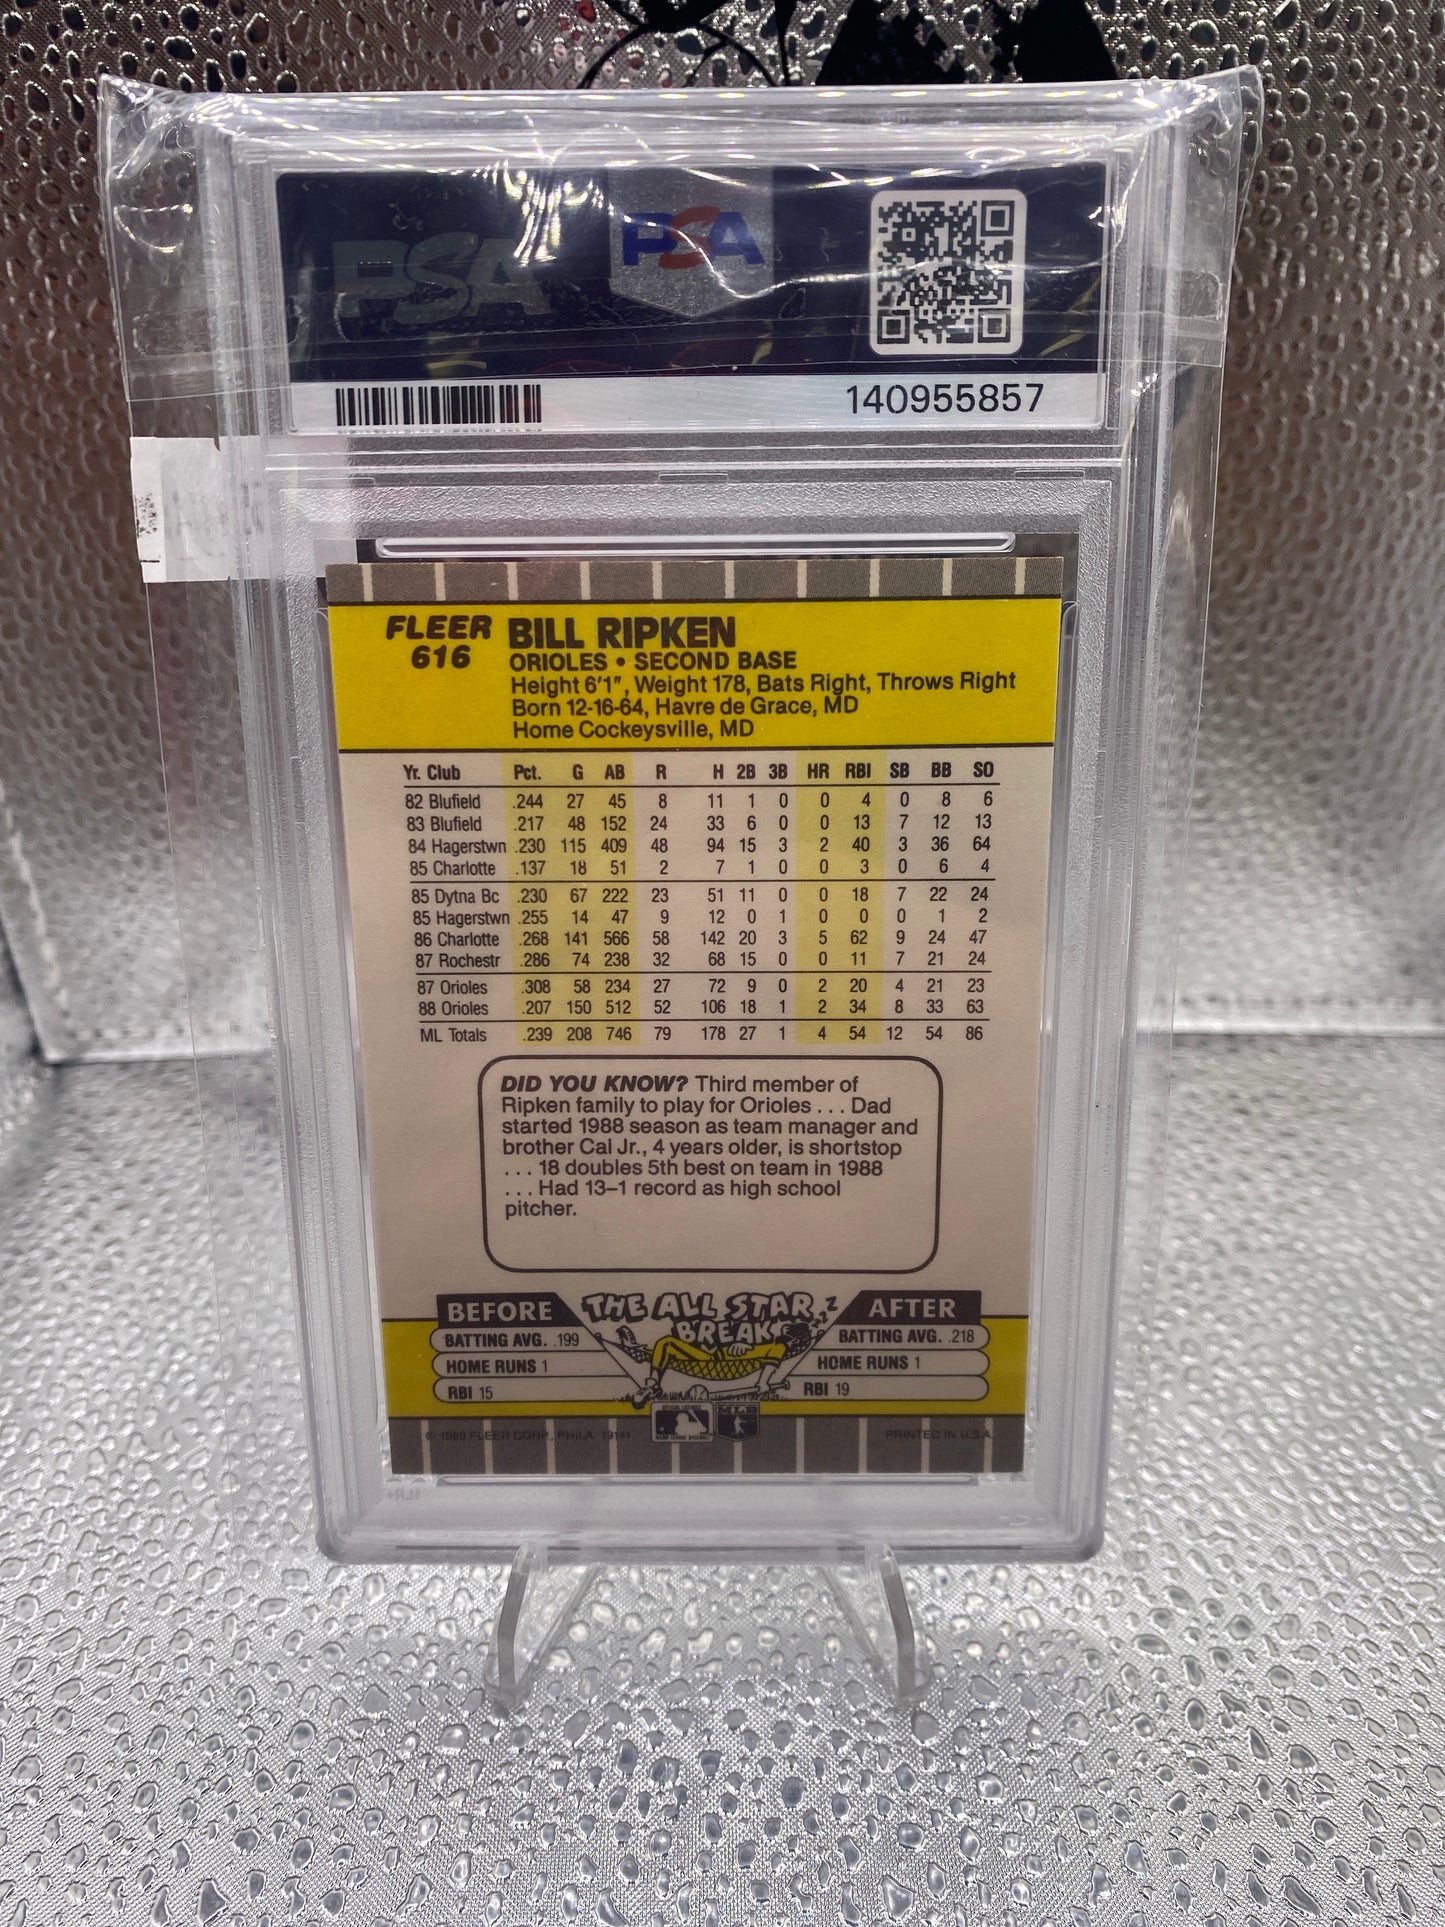 PSA PSA
140955857
FLEER BILL RIPKEN
616 ORIOLES • SECOND BASE
Height 6'1", Weight 178, Bats Right, Throws Right
Born 12-16-64, Havre de Grace, MD
Home Cockeysville, MD
Yr. Club Pct. G AB R H 2B 3B HR RBI SB BB SO
82 Blufield .244 27 45 8 11 1 0 0 4 0 8 6
83 Blufield .217 48 152 24 33 6 0 0 13 7 12 13
84 Hagerstwn .230 115 409 48 94 15 3 2 40 3 36 64
85 Charlotte .137 18 51 2 7 1 0 0 3 0 6 4
85 Dytna Bc .230 67 222 23 51 11 0 0 18 7 22 24
85 Hagerstwn .255 14 47 9 12 0 1 0 0 0 1 2
86 Charlotte .268 141 566 58 142 20 3 5 62 9 24 47
87 Rochestr .286 74 238 32 68 15 0 0 11 7 21 24
87 Orioles .308 58 234 27 72 9 0 2 20 4 21 23
88 Orioles .207 150 512 52 106 18 1 2 34 8 33 63
ML Totals .239 208 746 79 178 27 1 4 54 12 54 86
DID YOU KNOW? Third member of
Ripken family to play for Orioles . . . Dad
started 1988 season as team manager and
brother Cal Jr., 4 years older, is shortstop
. . . 18 doubles 5th best on team in 1988
. . . Had 13–1 record as high school
pitcher.
BEFORE THE ALL STAR BREAK zzz AFTER
BATTING AVG. .199 BATTING AVG. .218
HOME RUNS 1 HOME RUNS 1
RBI 15 RBI 19
MLB
© 1989 FLEER CORP., PHILA. 19141 PRINTED IN U.S.A.